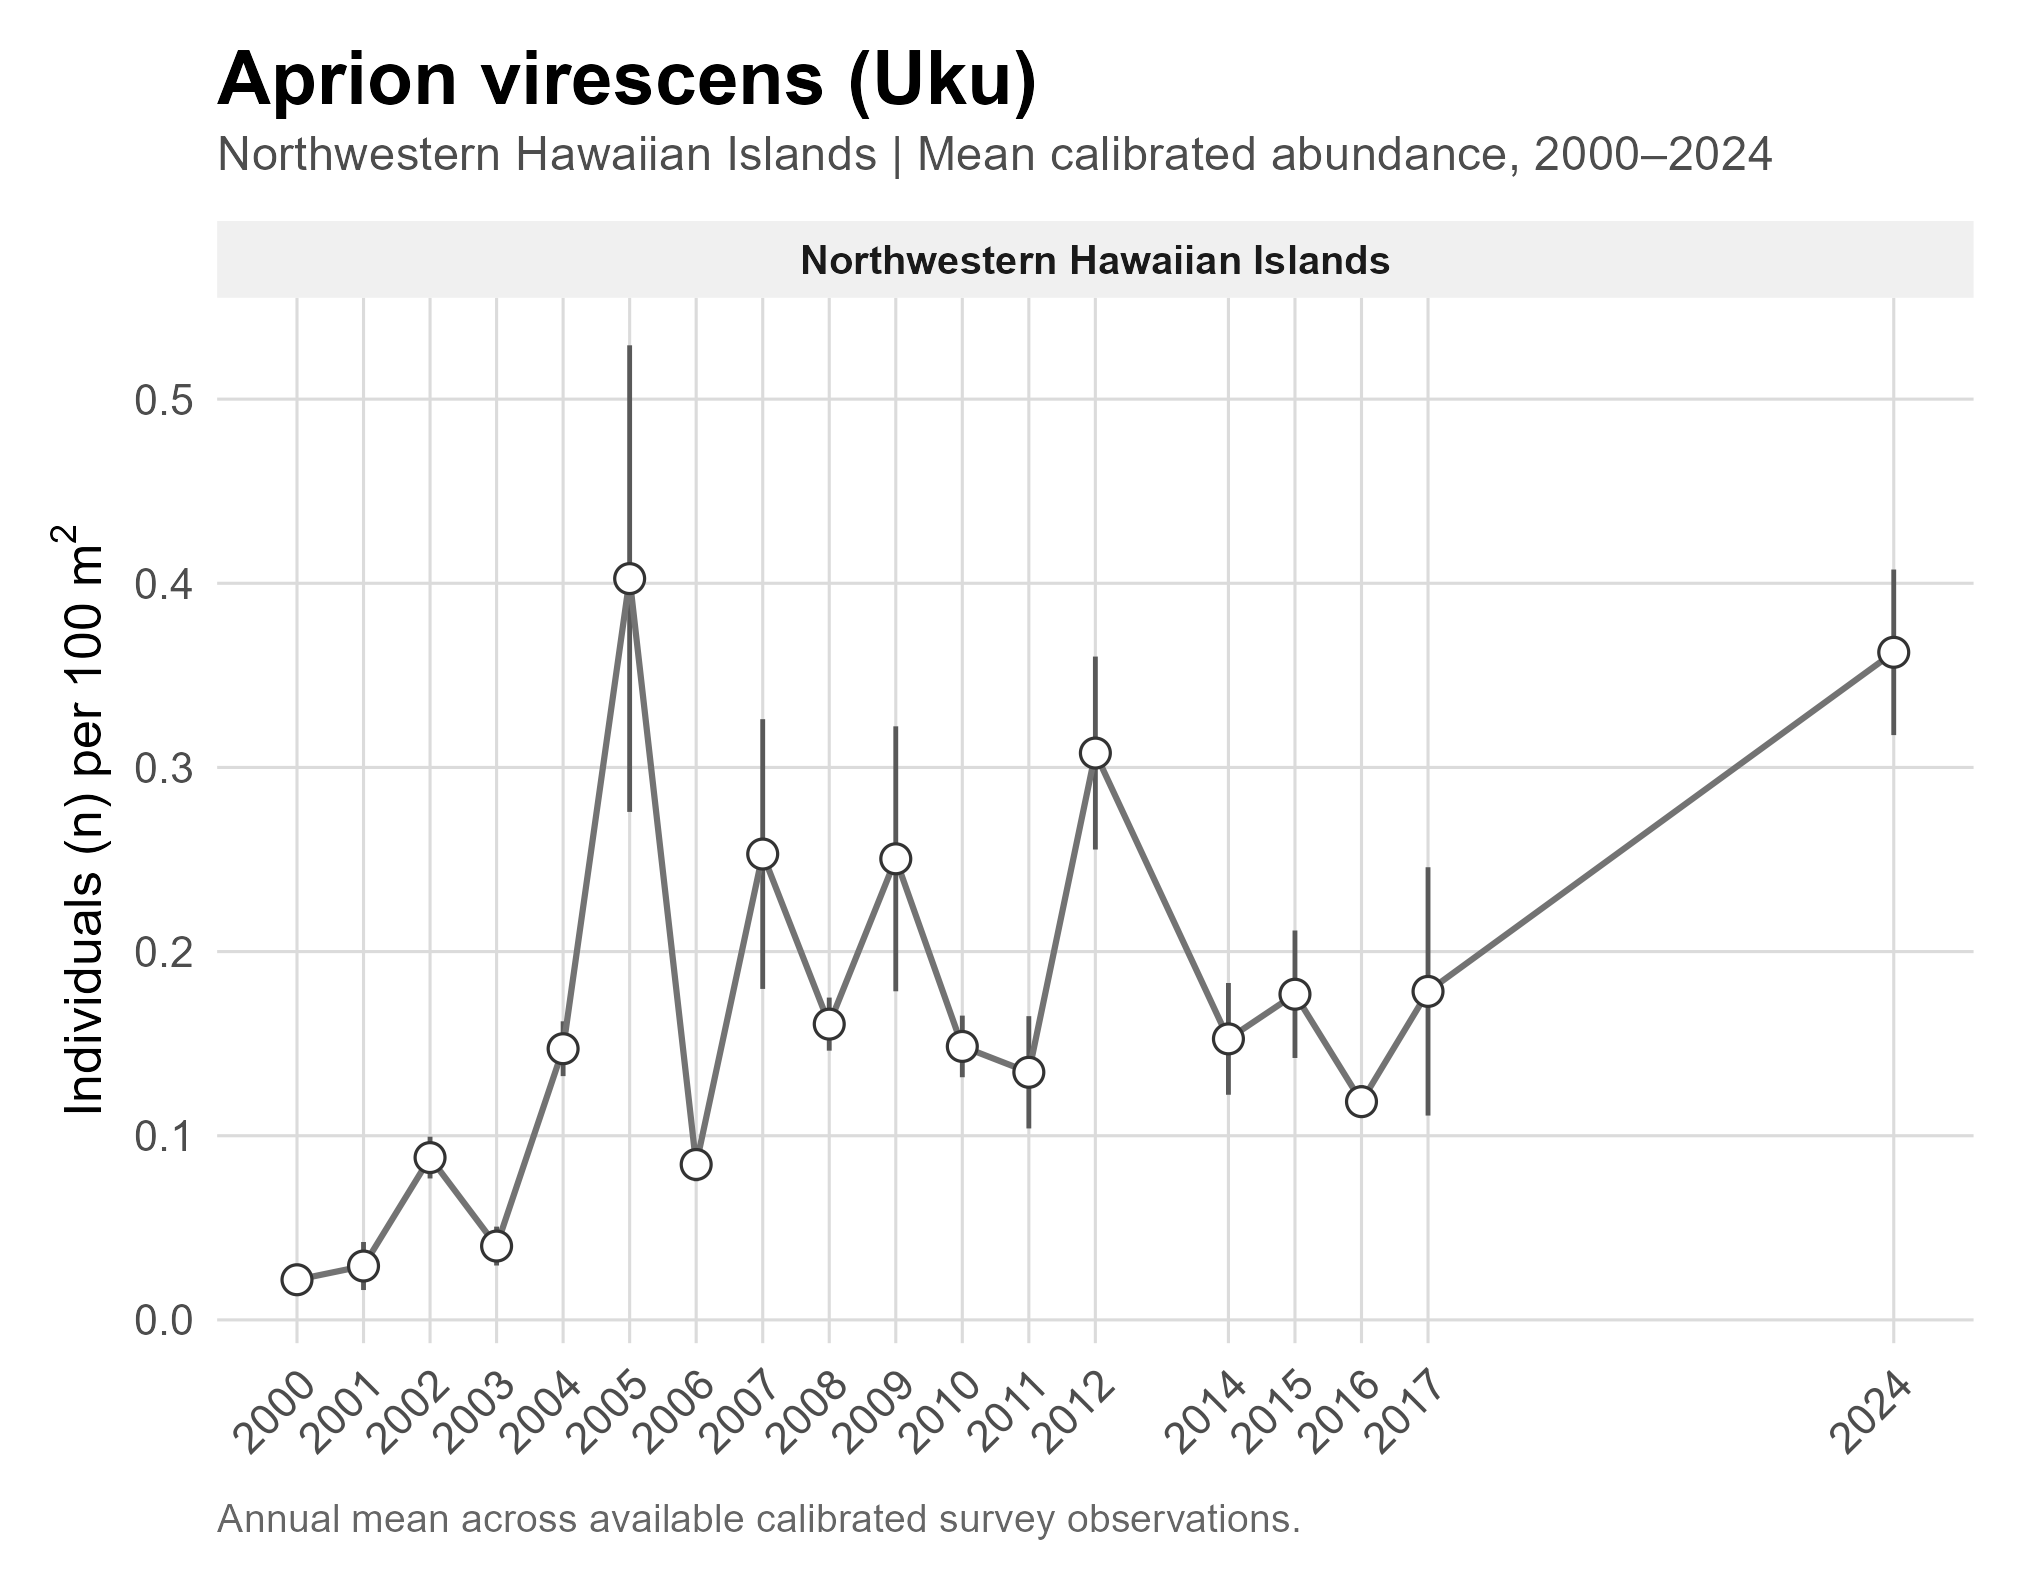 Aprion virescens (Uku)
Northwestern Hawaiian Islands | Mean calibrated abundance, 2000–2024
Northwestern Hawaiian Islands
Individuals (n) per 100 m²
0.5
0.4
0.3
0.2
0.1
0.0
2000 2001 2002 2003 2004 2005 2006 2007 2008 2009 2010 2011 2012 2014 2015 2016 2017 2024
Annual mean across available calibrated survey observations.